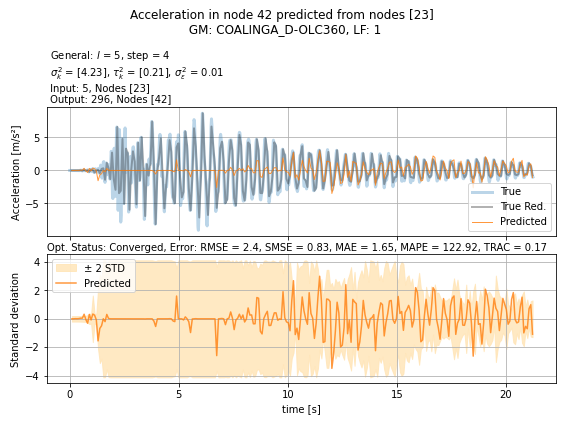 Acceleration in node 42 predicted from nodes [23]
GM: COALINGA_D-OLC360, LF: 1
General: l = 5, step = 4
σ²ₖ = [4.23], τ²ₖ = [0.21], σ²ε = 0.01
Input: 5, Nodes [23]
Output: 296, Nodes [42]
Acceleration [m/s²]
5
0
−5
True
True Red.
Predicted
Opt. Status: Converged, Error: RMSE = 2.4, SMSE = 0.83, MAE = 1.65, MAPE = 122.92, TRAC = 0.17
Standard deviation
4
2
0
−2
−4
± 2 STD
Predicted
0 5 10 15 20
time [s]